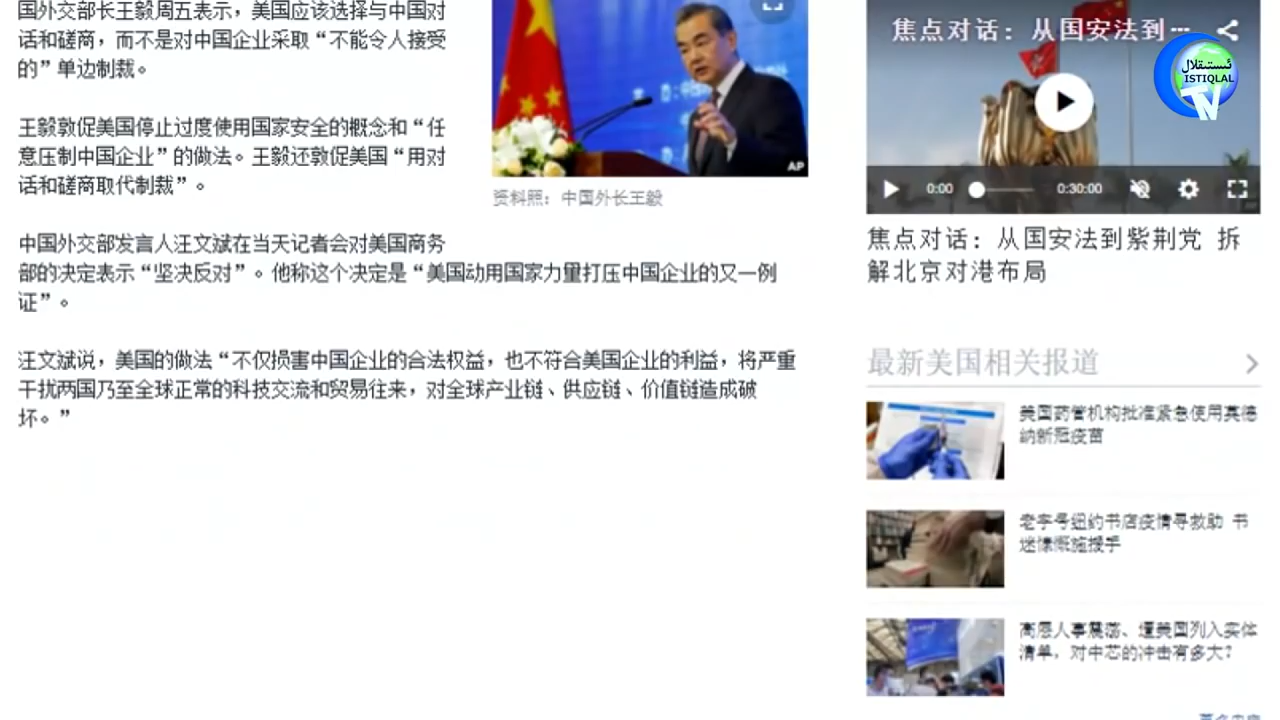 国外交部长王毅周五表示，美国应该选择与中国对
话和磋商，而不是对中国企业采取“不能令人接受
的”单边制裁。
王毅敦促美国停止过度使用国家安全的概念和“任
意压制中国企业”的做法。王毅还敦促美国“用对
话和磋商取代制裁”。
AP
资料照：中国外长王毅
中国外交部发言人汪文斌在当天记者会对美国商务
部的决定表示“坚决反对”。他称这个决定是“美国动用国家力量打压中国企业的又一例
证”。
汪文斌说，美国的做法“不仅损害中国企业的合法权益，也不符合美国企业的利益，将严重
干扰两国乃至全球正常的科技交流和贸易往来，对全球产业链、供应链、价值链造成破
坏。”
焦点对话：从国安法到…
ئىستىقلال
ISTIQLAL
TV
0:00
0:30:00
焦点对话：从国安法到紫荆党 拆
解北京对港布局
最新美国相关报道
美国药管机构批准紧急使用莫德
纳新冠疫苗
老字号纽约书店疫情寻救助 书
迷慷慨施援手
高层人事震荡、遭美国列入实体
清单，对中芯的冲击有多大？